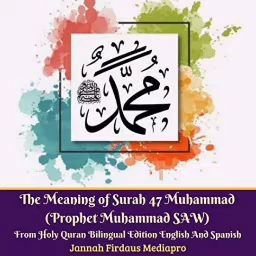 محمد
The Meaning of Surah 47 Muhammad
(Prophet Muhammad SAW)
From Holy Quran Bilingual Edition English And Spanish
Jannah Firdaus Mediapro